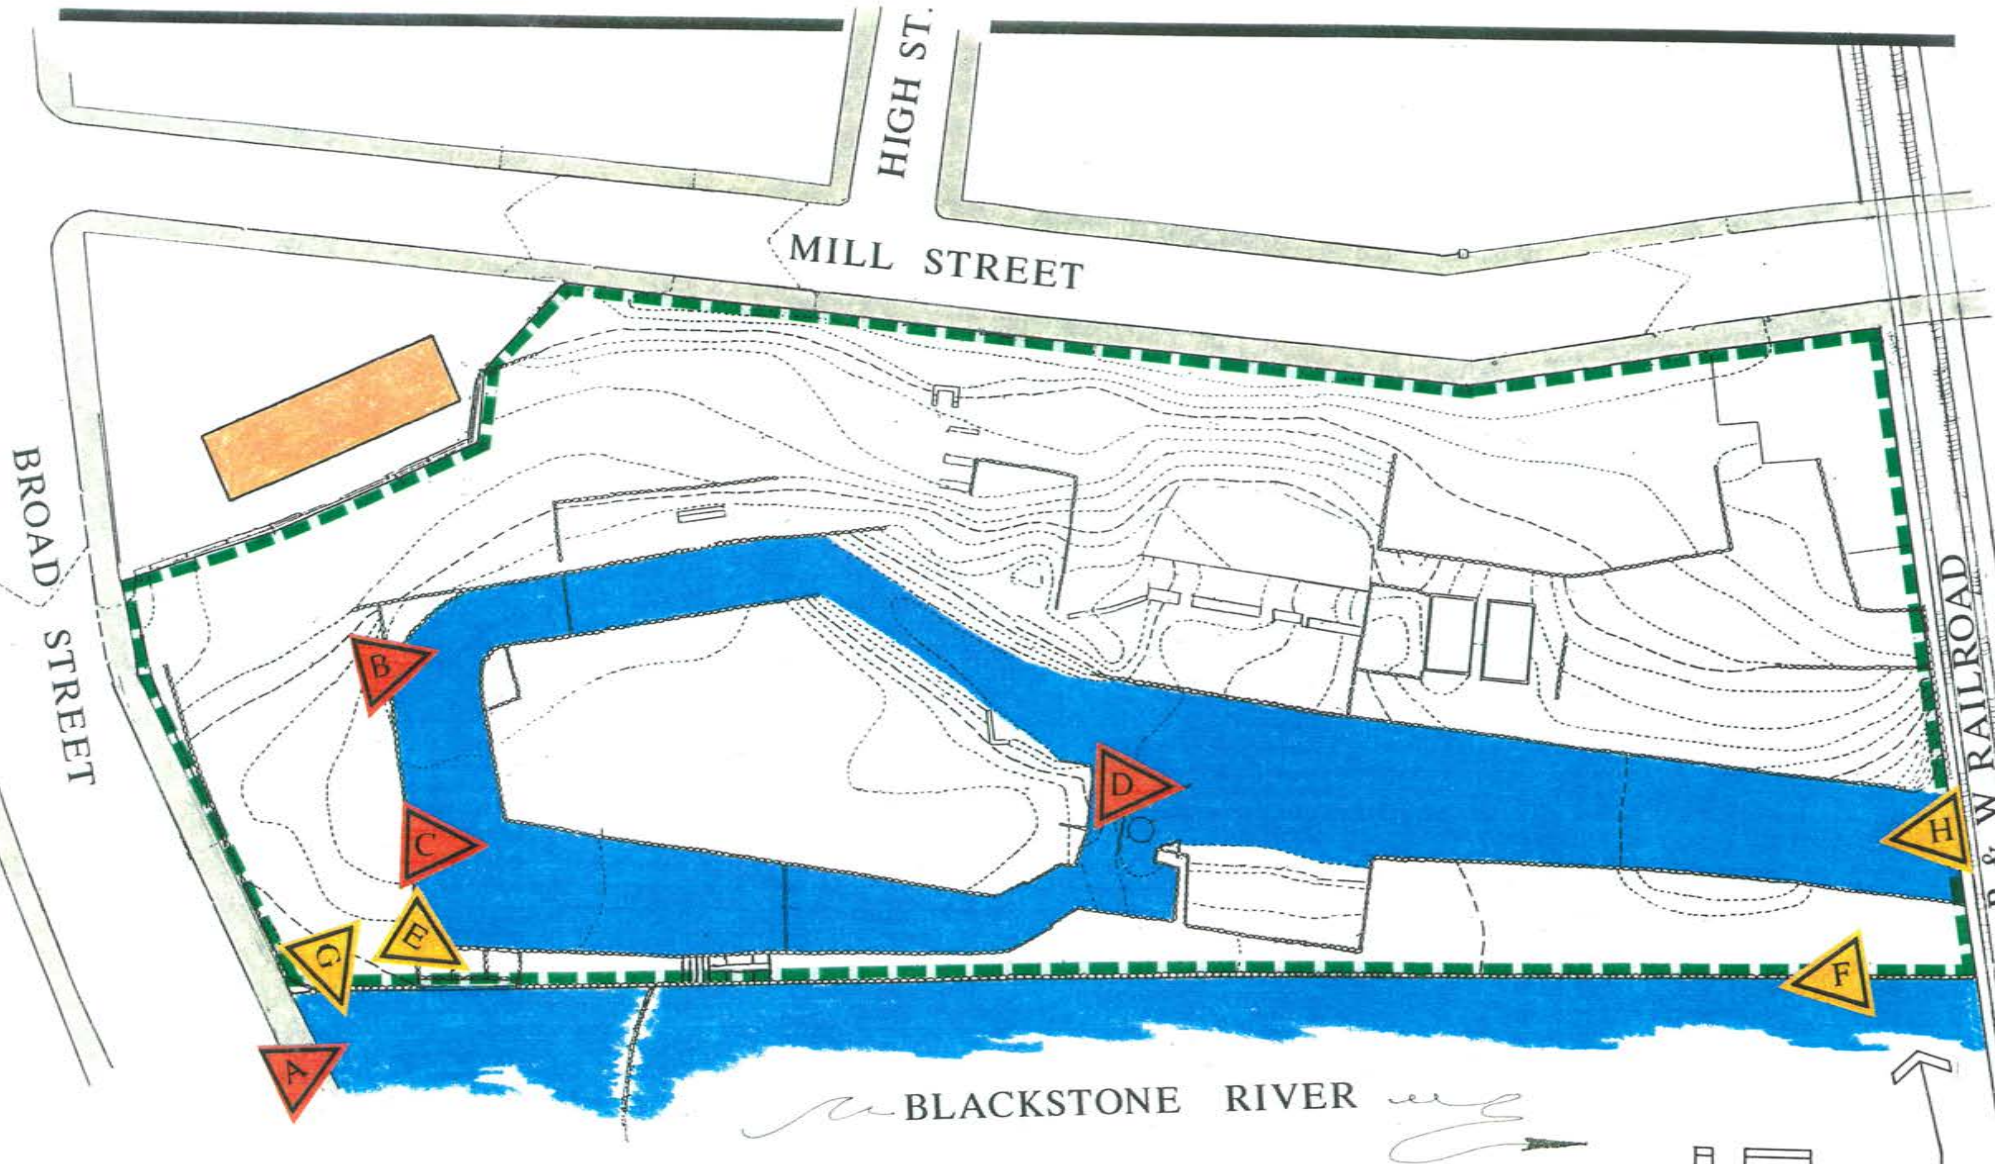 HIGH ST.
MILL STREET
BROAD STREET
B
C
D
E
G
A
H
F
P & W RAILROAD
BLACKSTONE RIVER